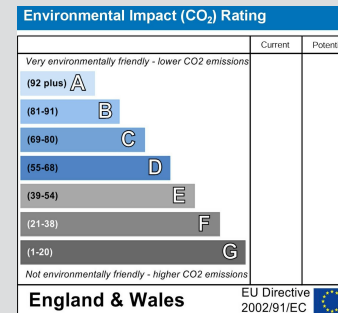 Environmental Impact (CO₂) Rating
Current Potent
Very environmentally friendly - lower CO2 emissions
(92 plus) A
(81-91) B
(69-80) C
(55-68) D
(39-54) E
(21-38) F
(1-20) G
Not environmentally friendly - higher CO2 emissions
England & Wales
EU Directive
2002/91/EC